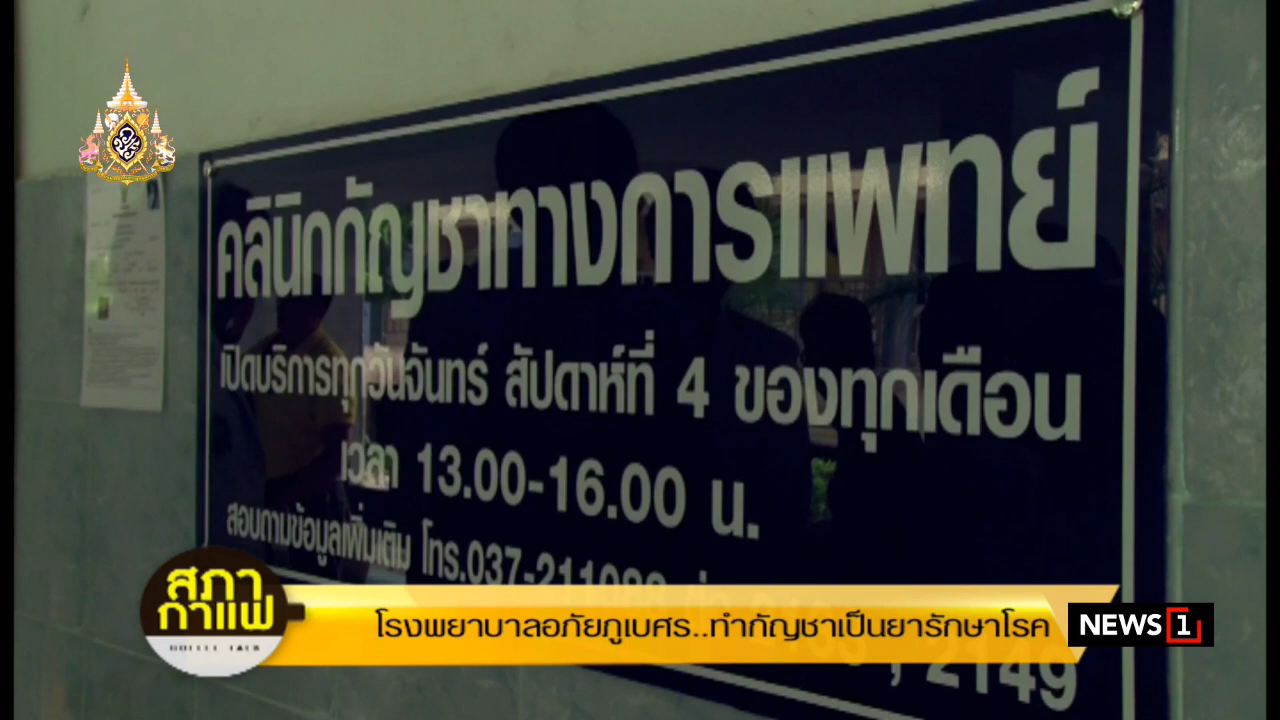 คลินิกกัญชาทางการแพทย์
เปิดบริการทุกวันจันทร์ สัปดาห์ที่ 4 ของทุกเดือน
เวลา 13.00-16.00 น.
สอบถามข้อมูลเพิ่มเติม โทร.037-211088
, 2149
สภา
กาแฟ
COFFEE TALK
โรงพยาบาลอภัยภูเบศร..ทำกัญชาเป็นยารักษาโรค
NEWS 1